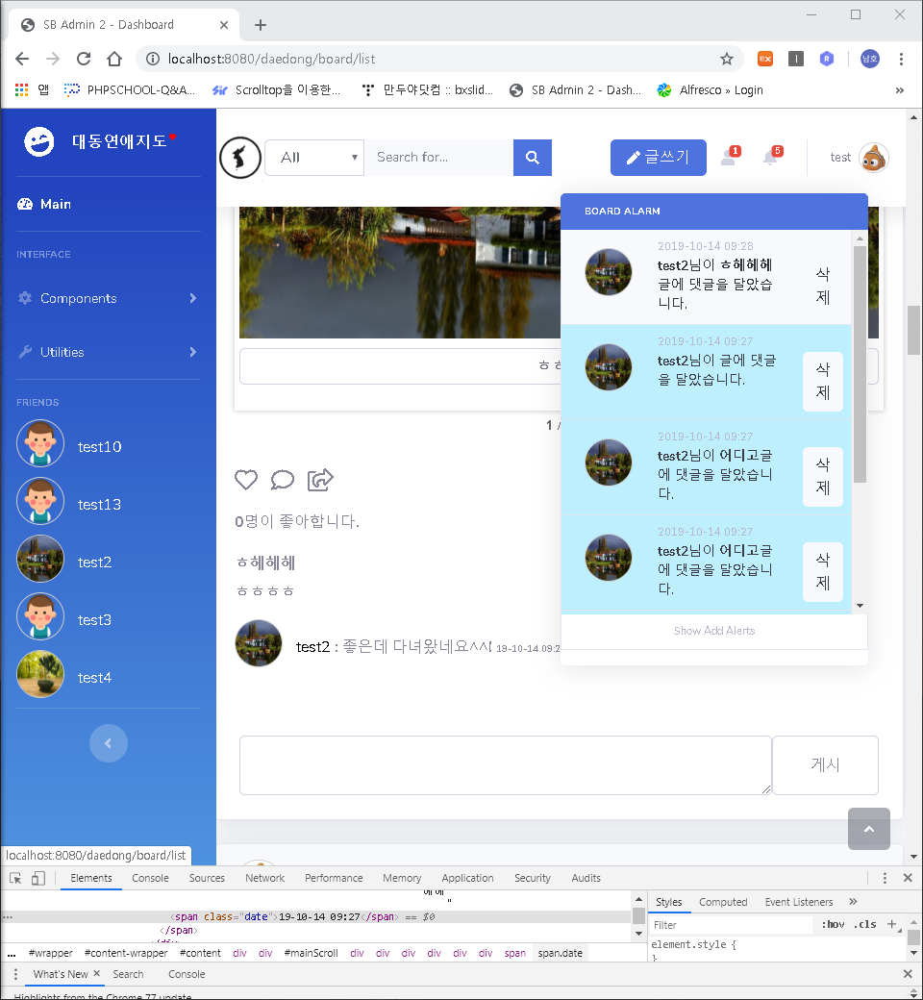 SB Admin 2 - Dashboard
localhost:8080/daedong/board/list
남호
앱
PHPSCHOOL-Q&A...
Scrolltop을 이용한...
만두야닷컴 :: bxslid...
SB Admin 2 - Dash...
Alfresco » Login
»
대동연애지도
All
Search for...
글쓰기
1
5
test
Main
INTERFACE
Components
Utilities
FRIENDS
test10
test13
test2
test3
test4
BOARD ALARM
2019-10-14 09:28
test2님이 ㅎ헤헤헤
글에 댓글을 달았습
니다.
삭
제
2019-10-14 09:27
test2님이 글에 댓글
을 달았습니다.
삭
제
2019-10-14 09:27
test2님이 어디고글
에 댓글을 달았습니
다.
삭
제
2019-10-14 09:27
test2님이 어디고글
에 댓글을 달았습니
다.
삭
제
Show Add Alerts
1 /
0명이 좋아합니다.
ㅎ헤헤헤
ㅎㅎㅎㅎ
test2 : 좋은데 다녀왔네요^^! 19-10-14 09:2
게시
localhost:8080/daedong/board/list
Elements Console Sources Network Performance Memory Application Security Audits
"
<span class="date">19-10-14 09:27</span> == $0
</span>
... #wrapper #content-wrapper #content div div #mainScroll div div div div div div span span.date
Styles Computed Event Listeners »
Filter :hov .cls +
element.style {
}
What's New × Search Console
Highlights from the Chrome 77 update